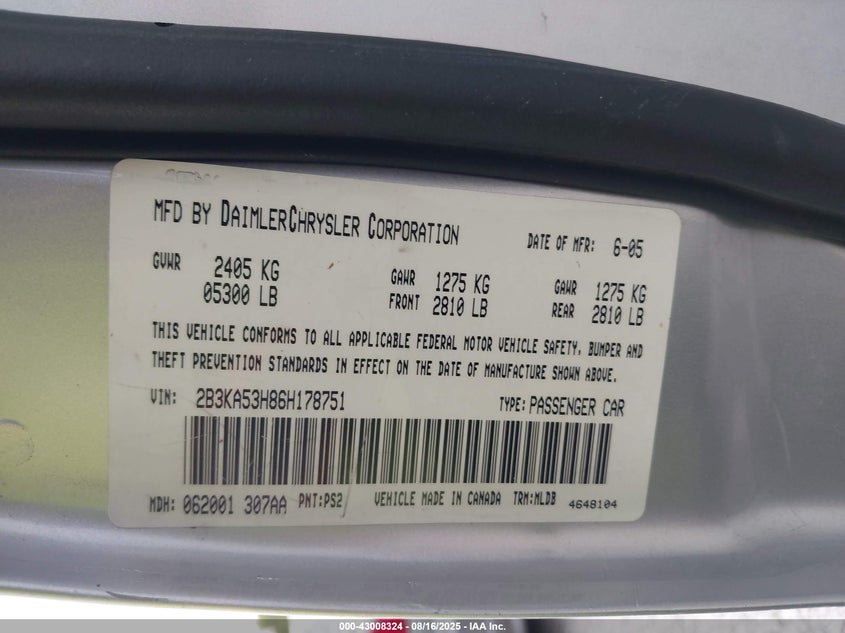 MFD BY DAIMLERCHRYSLER CORPORATION DATE OF MFR: 6-05
GVWR 2405 KG GAWR 1275 KG GAWR 1275 KG
05300 LB FRONT 2810 LB REAR 2810 LB
THIS VEHICLE CONFORMS TO ALL APPLICABLE FEDERAL MOTOR VEHICLE SAFETY, BUMPER AND
THEFT PREVENTION STANDARDS IN EFFECT ON THE DATE OF MANUFACTURE SHOWN ABOVE.
VIN: 2B3KA53H86H178751 TYPE: PASSENGER CAR
MDH: 062001 307AA PNT:PS2 VEHICLE MADE IN CANADA TRM:MLDB 4648104
000-43008324 - 08/16/2025 - IAA Inc.